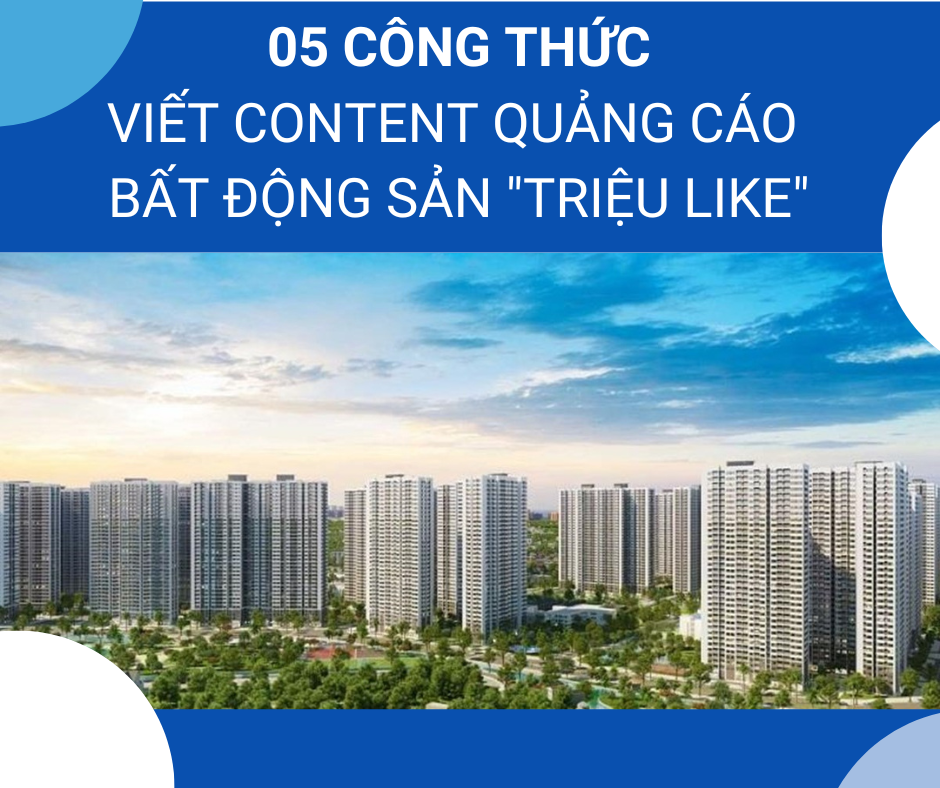 05 CÔNG THỨC
VIẾT CONTENT QUẢNG CÁO
BẤT ĐỘNG SẢN "TRIỆU LIKE"